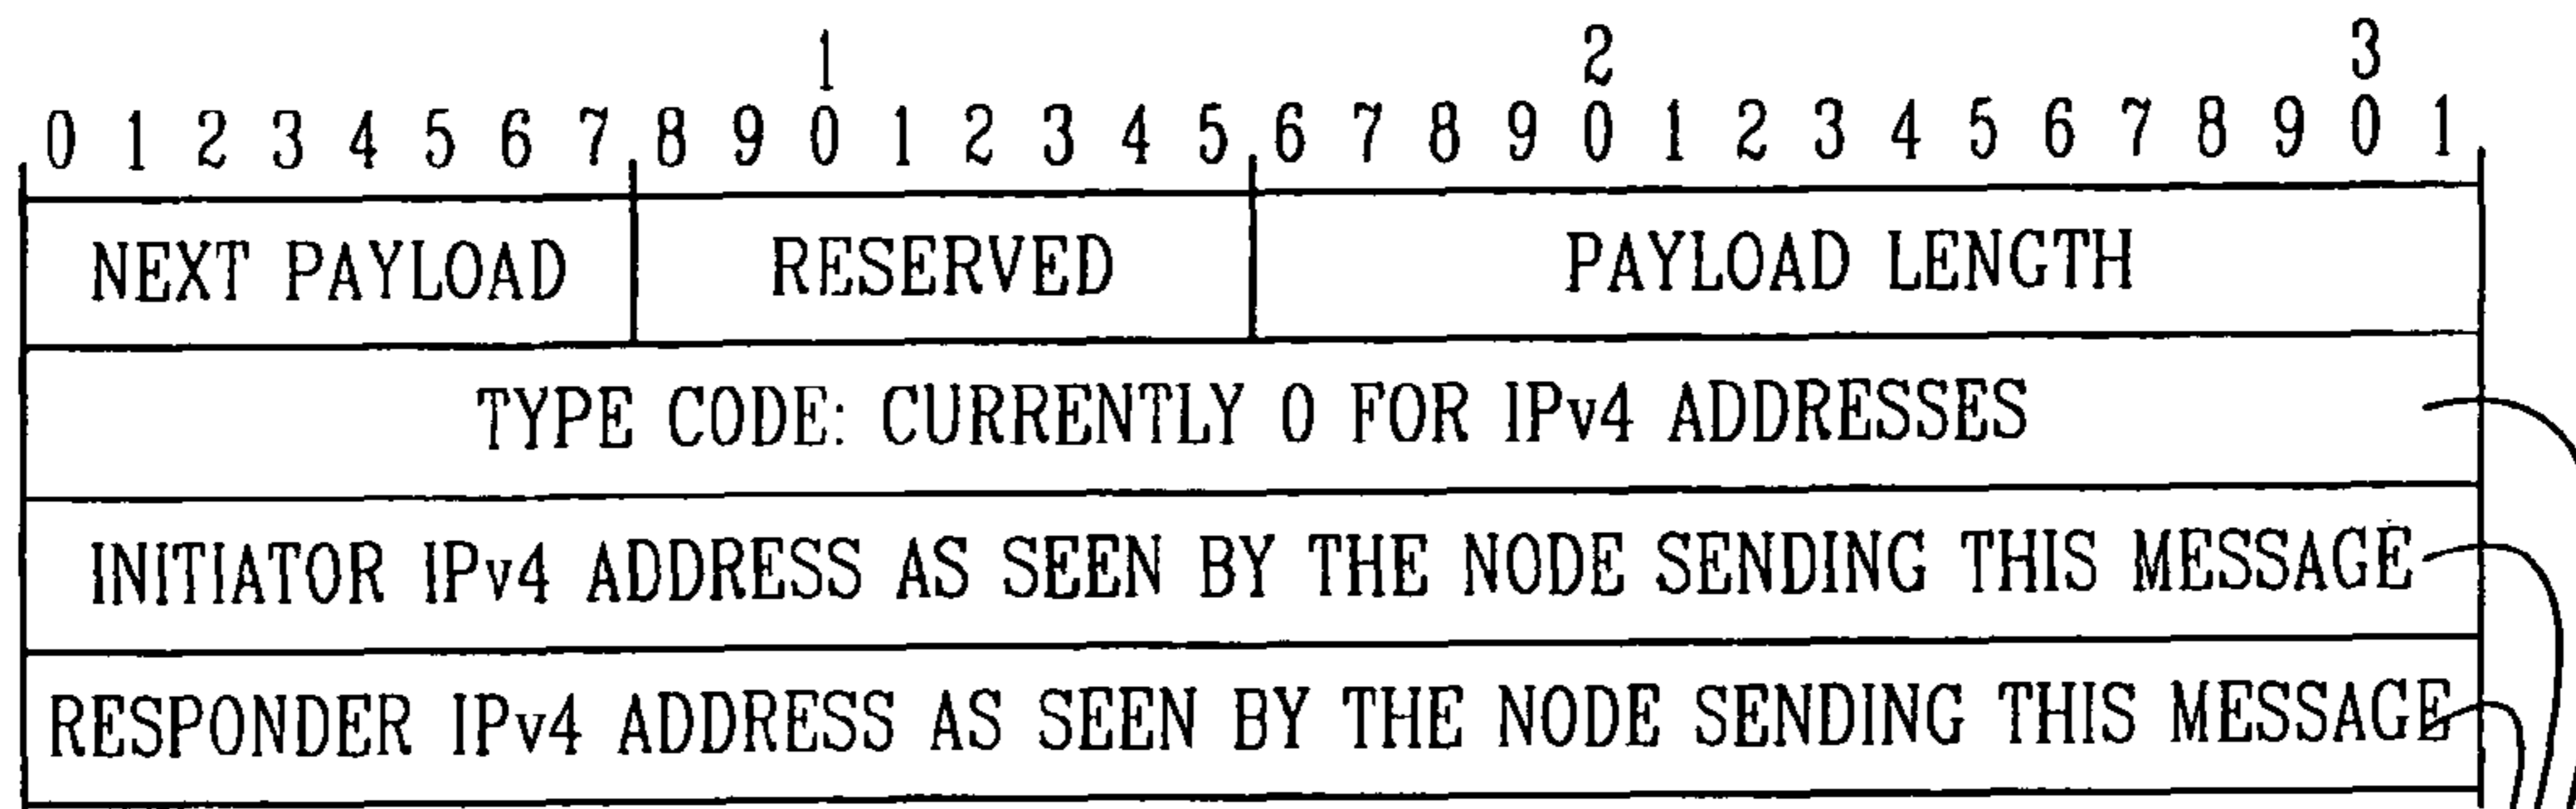 1 2 3
0 1 2 3 4 5 6 7 8 9 0 1 2 3 4 5 6 7 8 9 0 1 2 3 4 5 6 7 8 9 0 1
NEXT PAYLOAD RESERVED PAYLOAD LENGTH
TYPE CODE: CURRENTLY 0 FOR IPv4 ADDRESSES
INITIATOR IPv4 ADDRESS AS SEEN BY THE NODE SENDING THIS MESSAGE
RESPONDER IPv4 ADDRESS AS SEEN BY THE NODE SENDING THIS MESSAGE